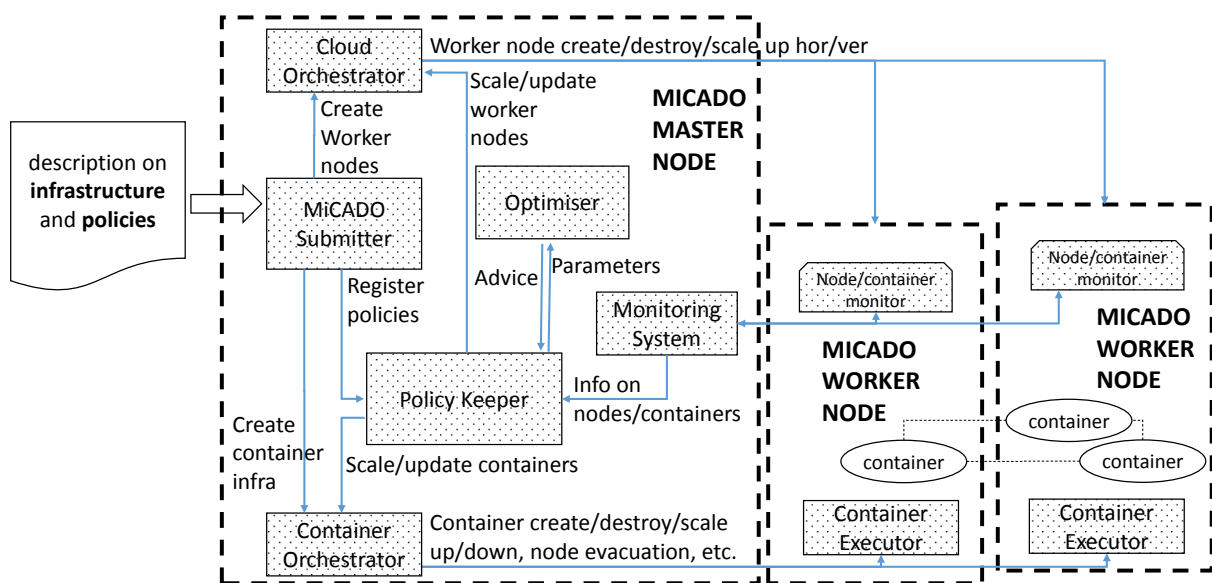 description on
infrastructure
and policies
Cloud
Orchestrator
Worker node create/destroy/scale up hor/ver
Scale/update
worker
nodes
Create
Worker
nodes
MICADO
MASTER
NODE
MiCADO
Submitter
Optimiser
Advice
Parameters
Register
policies
Monitoring
System
Policy Keeper
Info on
nodes/containers
Create
container
infra
Scale/update containers
Container
Orchestrator
Container create/destroy/scale
up/down, node evacuation, etc.
Node/container
monitor
MICADO
WORKER
NODE
container
Container
Executor
Node/container
monitor
MICADO
WORKER
NODE
container
container
Container
Executor